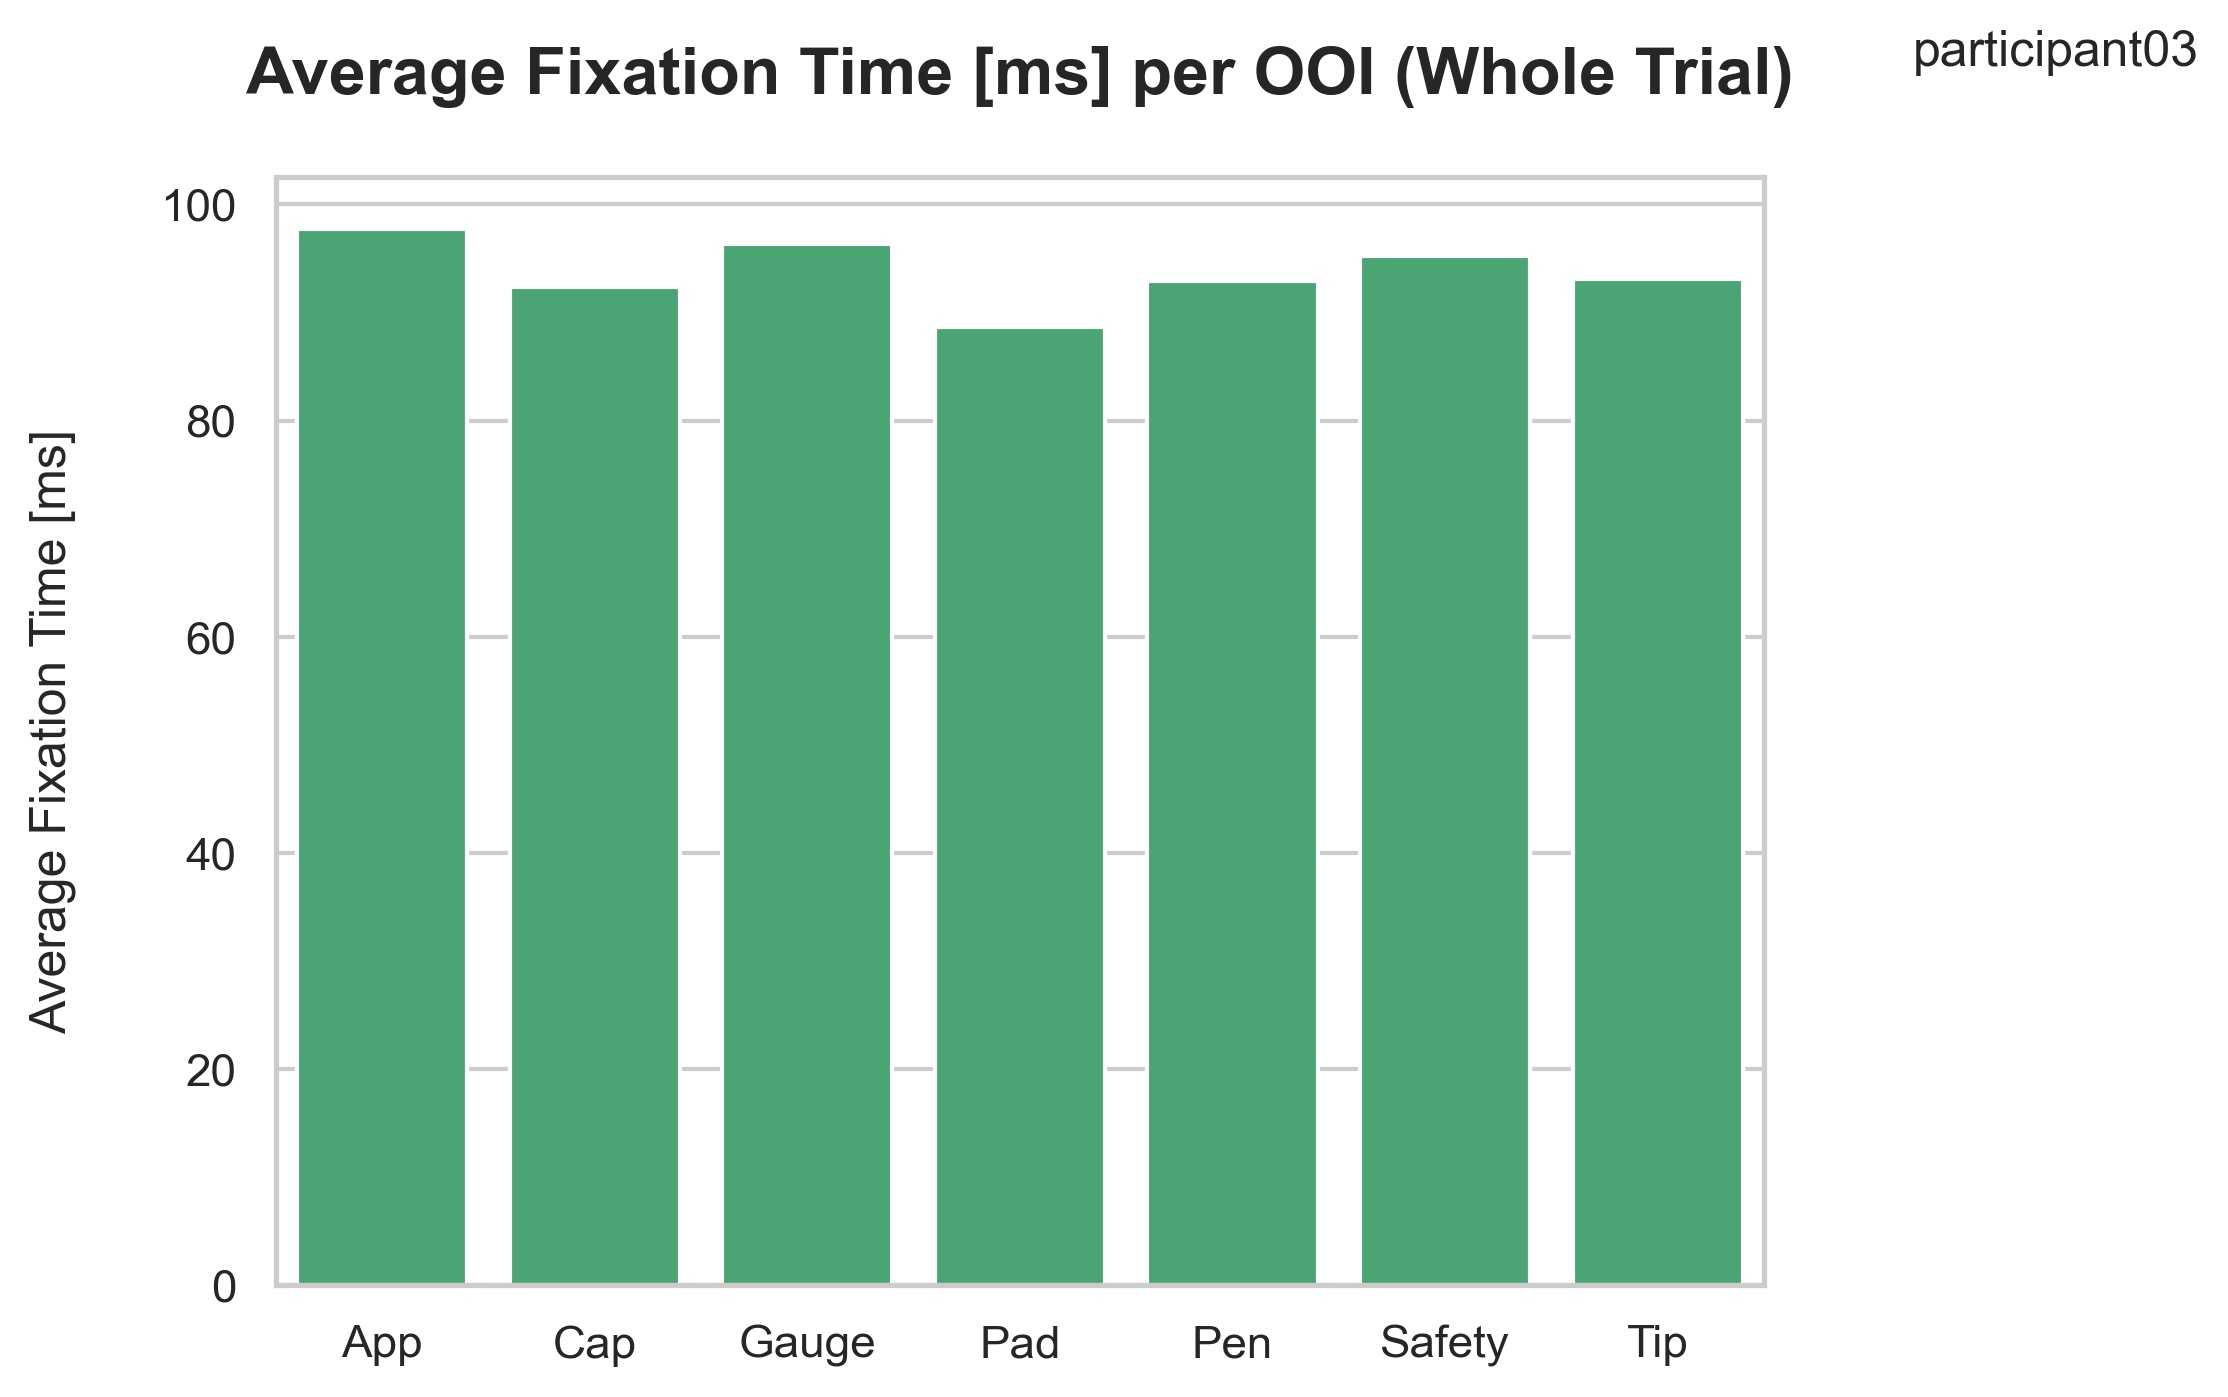 participant03
Average Fixation Time [ms] per OOI (Whole Trial)
Average Fixation Time [ms]
100
80
60
40
20
0
App Cap Gauge Pad Pen Safety Tip